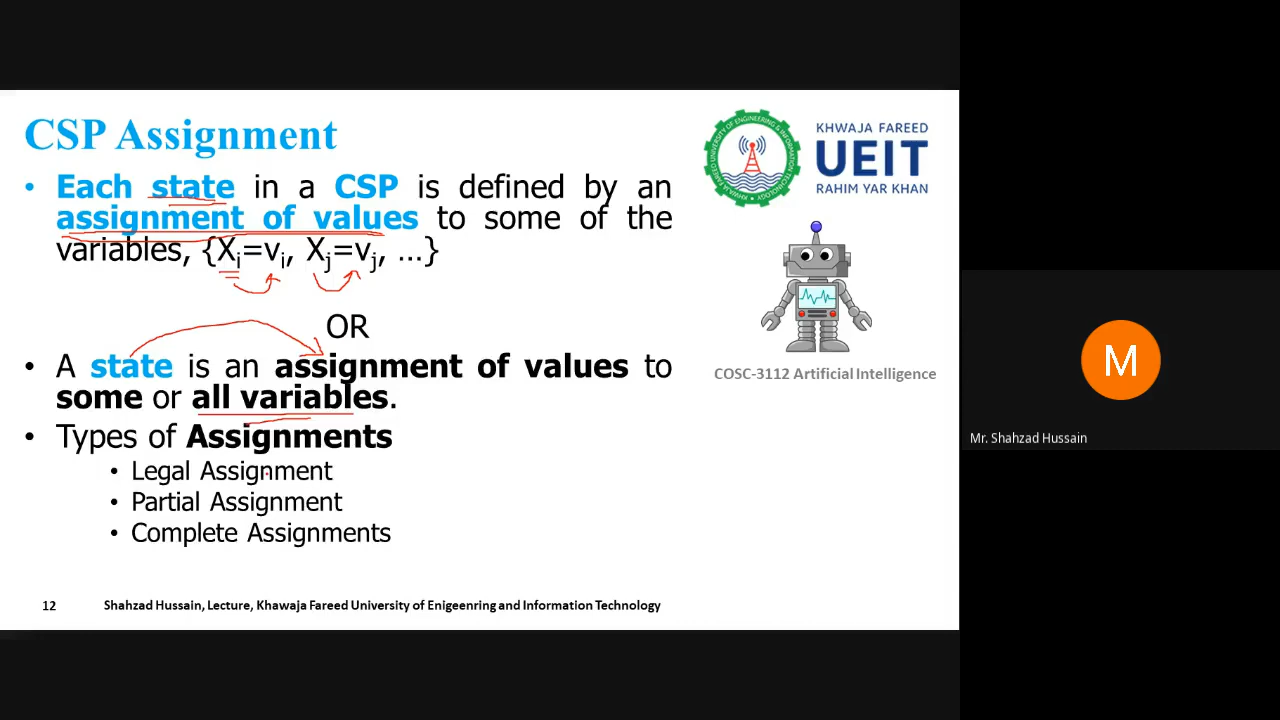 CSP Assignment
• Each state in a CSP is defined by an
assignment of values to some of the
variables, {Xi=vi, Xj=vj, ...}
OR
• A state is an assignment of values to
some or all variables.
• Types of Assignments
• Legal Assignment
• Partial Assignment
• Complete Assignments
12 Shahzad Hussain, Lecture, Khawaja Fareed University of Enigeenring and Information Technology
KHWAJA FAREED
UEIT
RAHIM YAR KHAN
COSC-3112 Artificial Intelligence
M
Mr. Shahzad Hussain